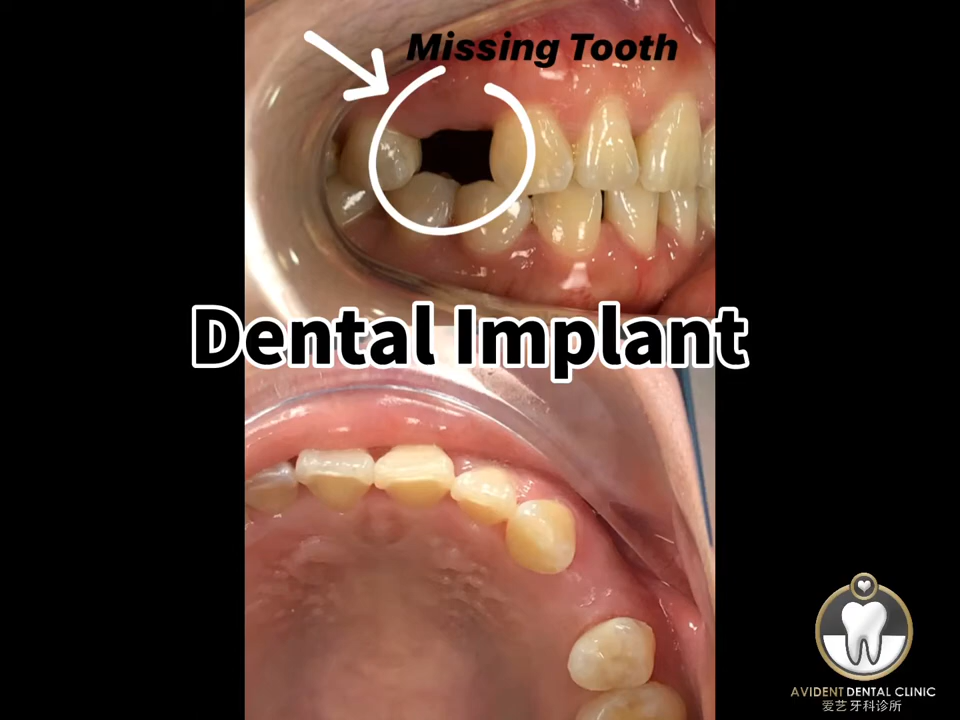 Missing Tooth
Dental Implant
AVIDENT DENTAL CLINIC
爱艺牙科诊所